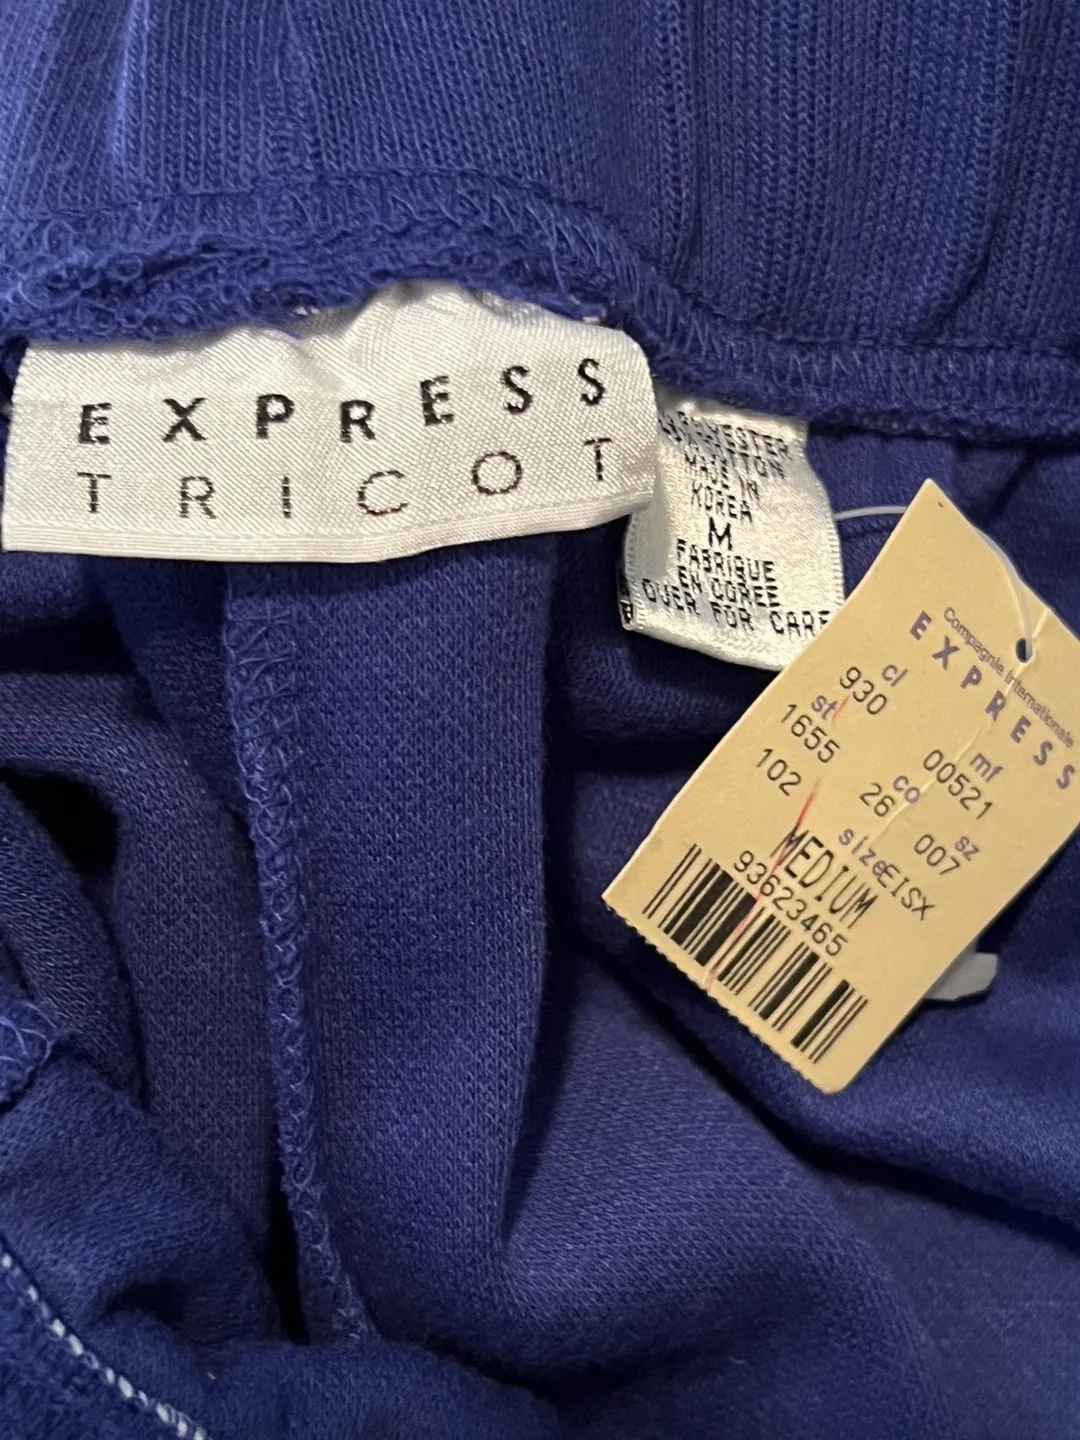 EXPRESS
TRICOT
POLYESTER
COTTON
MADE IN
KOREA
M
FABRIQUE
EN COREE
OVER FOR CARE
Compagnie Internationale
EXPRESS
cl
930
mf
00521
st
1655
co
26
sz
007
102
size
MEDIUM
93623465